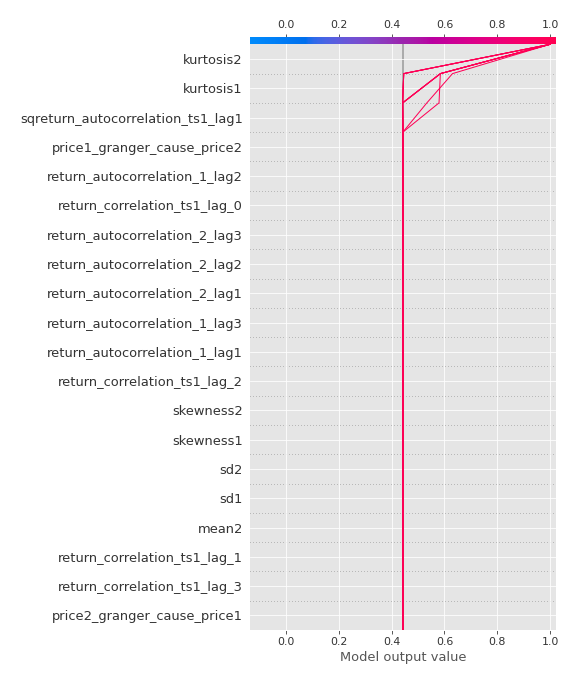 0.0 0.2 0.4 0.6 0.8 1.0
kurtosis2
kurtosis1
sqreturn_autocorrelation_ts1_lag1
price1_granger_cause_price2
return_autocorrelation_1_lag2
return_correlation_ts1_lag_0
return_autocorrelation_2_lag3
return_autocorrelation_2_lag2
return_autocorrelation_2_lag1
return_autocorrelation_1_lag3
return_autocorrelation_1_lag1
return_correlation_ts1_lag_2
skewness2
skewness1
sd2
sd1
mean2
return_correlation_ts1_lag_1
return_correlation_ts1_lag_3
price2_granger_cause_price1
0.0 0.2 0.4 0.6 0.8 1.0
Model output value